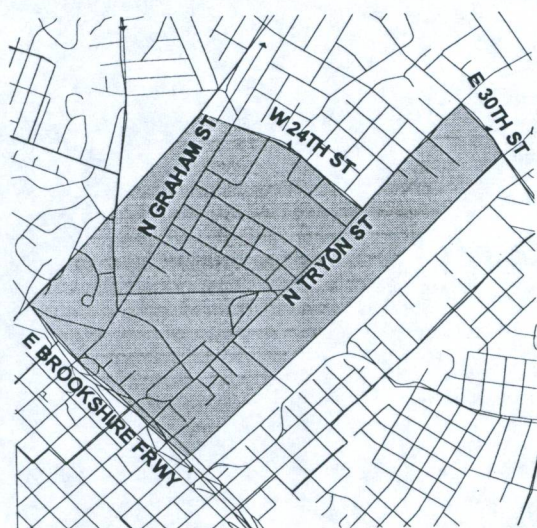 E 30TH ST
W 24TH ST
N GRAHAM ST
N TRYON ST
E BROOKSHIRE FRWY